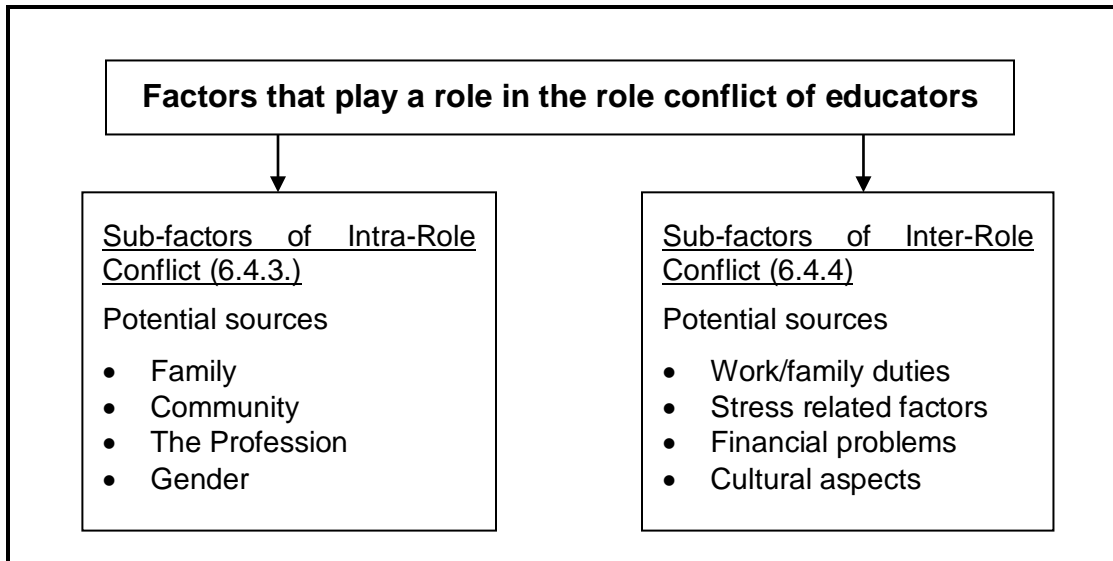 Factors that play a role in the role conflict of educators
Sub-factors of Intra-Role
Conflict (6.4.3.)
Potential sources
• Family
• Community
• The Profession
• Gender
Sub-factors of Inter-Role
Conflict (6.4.4)
Potential sources
• Work/family duties
• Stress related factors
• Financial problems
• Cultural aspects